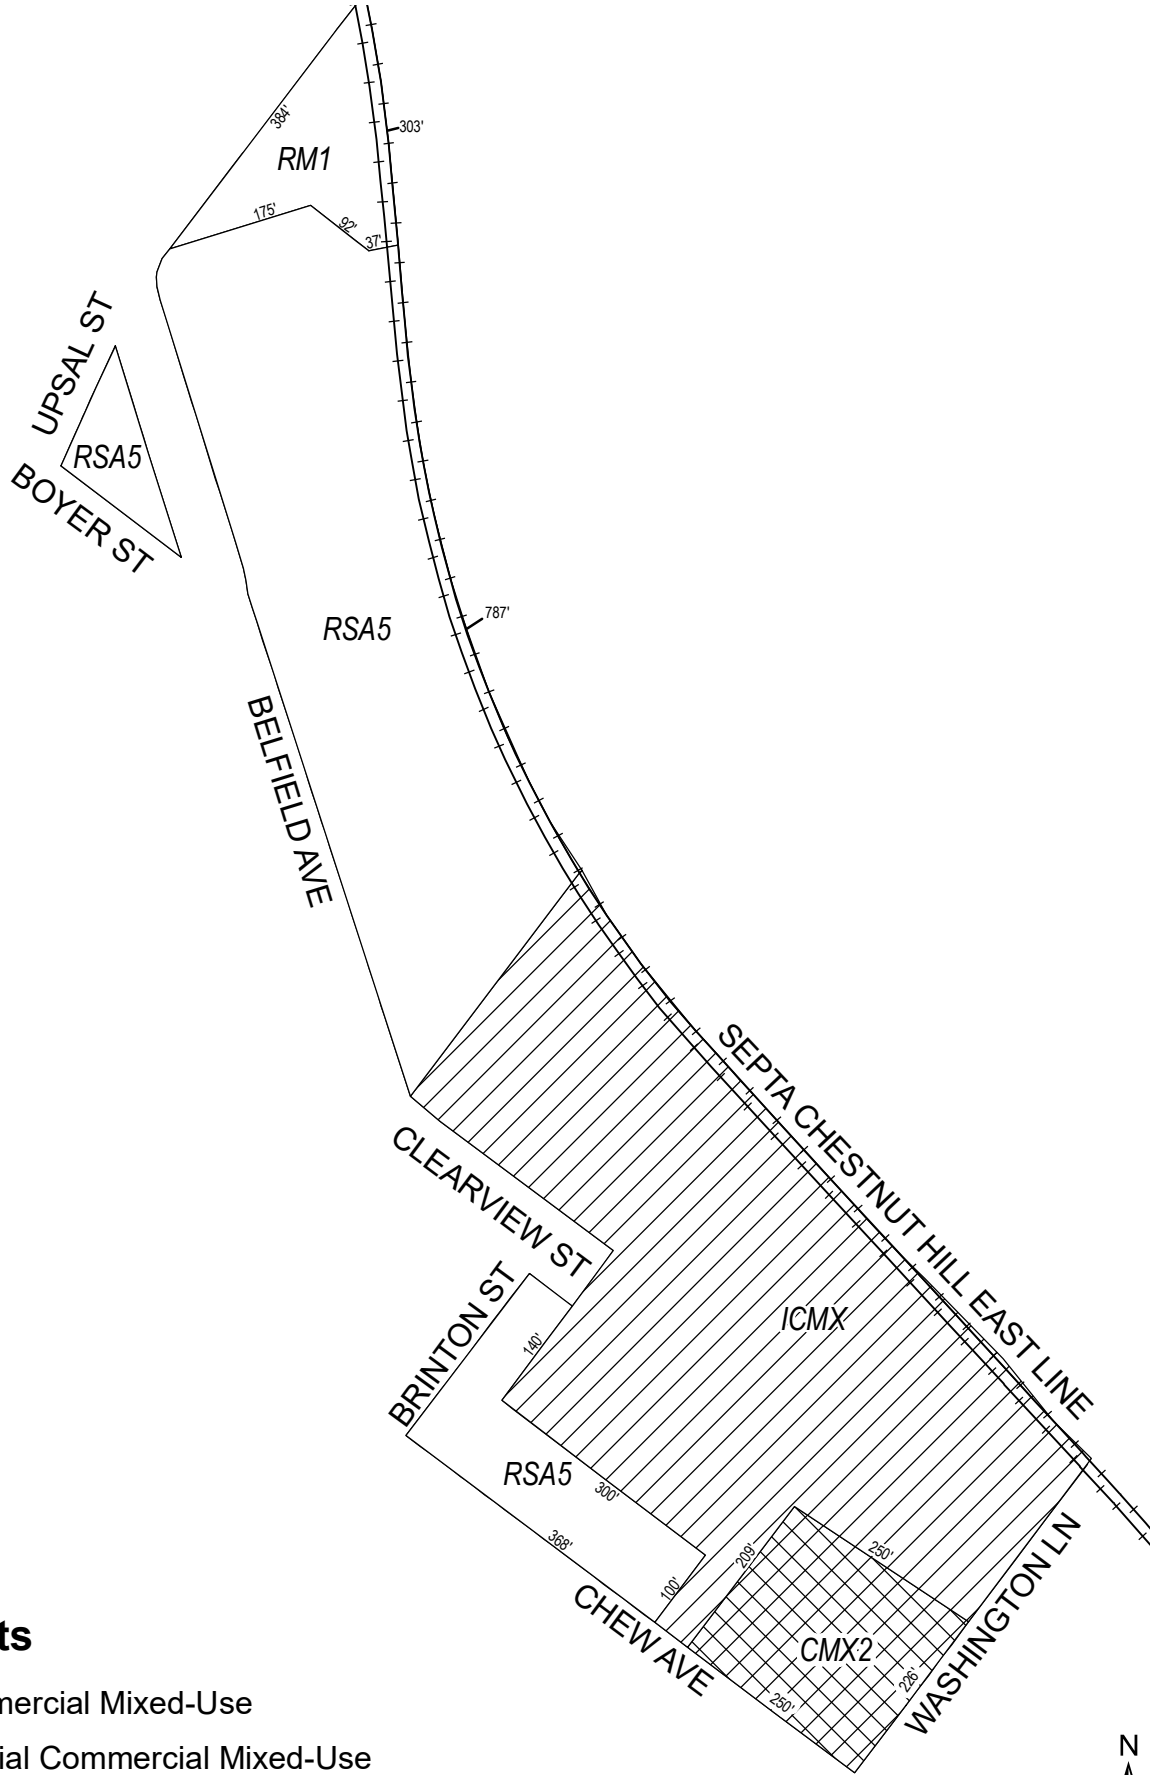 384'
303'
RM1
175'
92'
37'
UPSAL ST
RSA5
BOYER ST
RSA5
787'
BELFIELD AVE
SEPTA CHESTNUT HILL EAST LINE
CLEARVIEW ST
BRINTON ST
140'
ICMX
RSA5
300'
368'
100'
209'
250'
CHEW AVE
CMX2
226'
250'
WASHINGTON LN
ts
mercial Mixed-Use
ial Commercial Mixed-Use
N